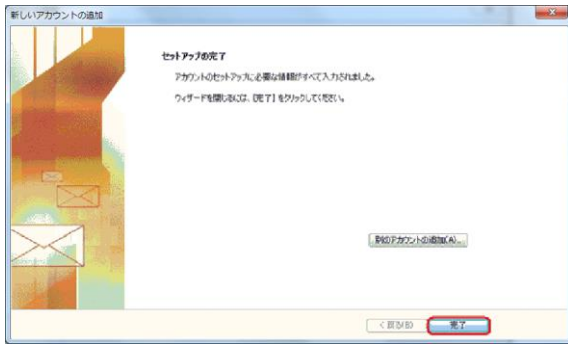 新しいアカウントの追加
セットアップの完了
アカウントのセットアップに必要な情報がすべて入力されました。
ウィザードを閉じるには、[完了] をクリックしてください。
別のアカウントの追加(A)...
< 戻る(B)
完了